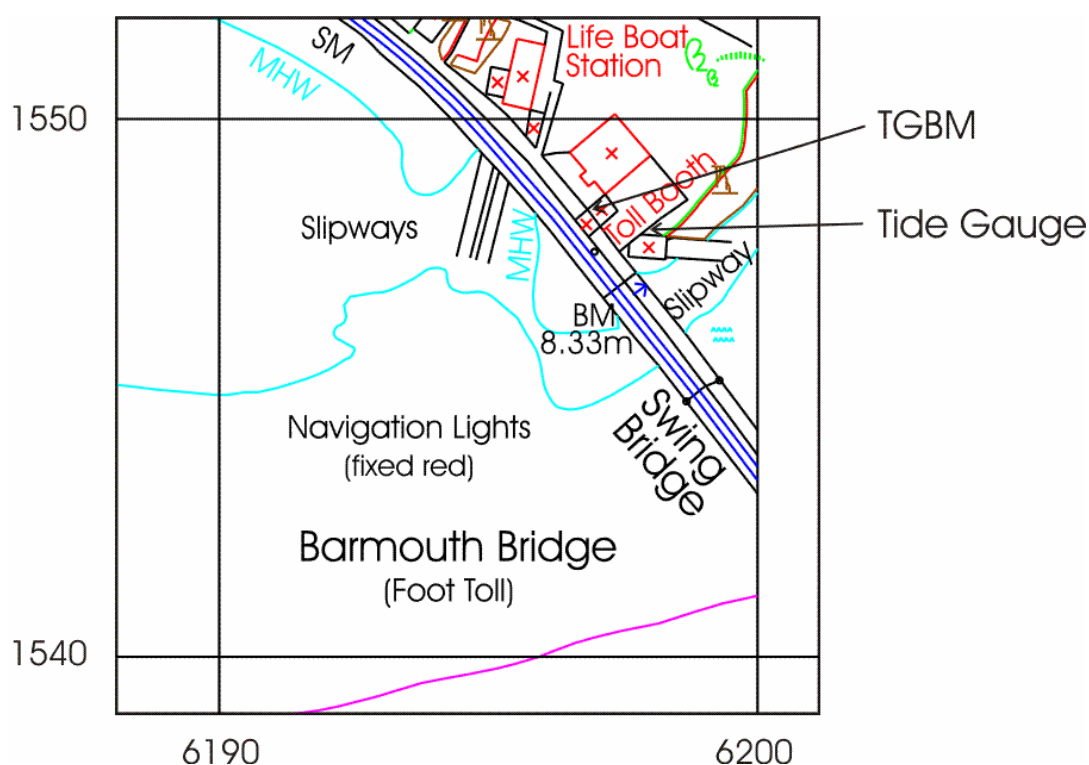 SM
MHW
Life Boat
Station
1550
TGBM
Toll Booth
Slipways
MHW
Tide Gauge
Slipway
BM
8.33m
Swing
Bridge
Navigation Lights
(fixed red)
Barmouth Bridge
(Foot Toll)
1540
6190
6200